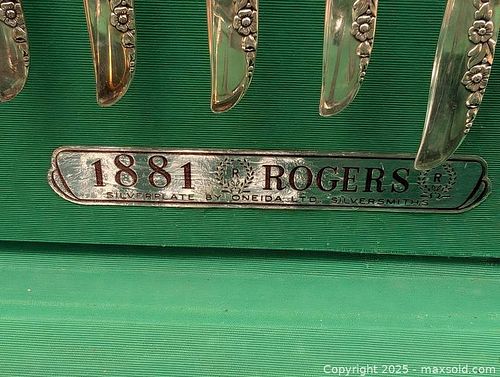 1881 R ROGERS R
SILVERPLATE BY ONEIDA LTD. SILVERSMITHS
Copyright 2025 - maxsold.com